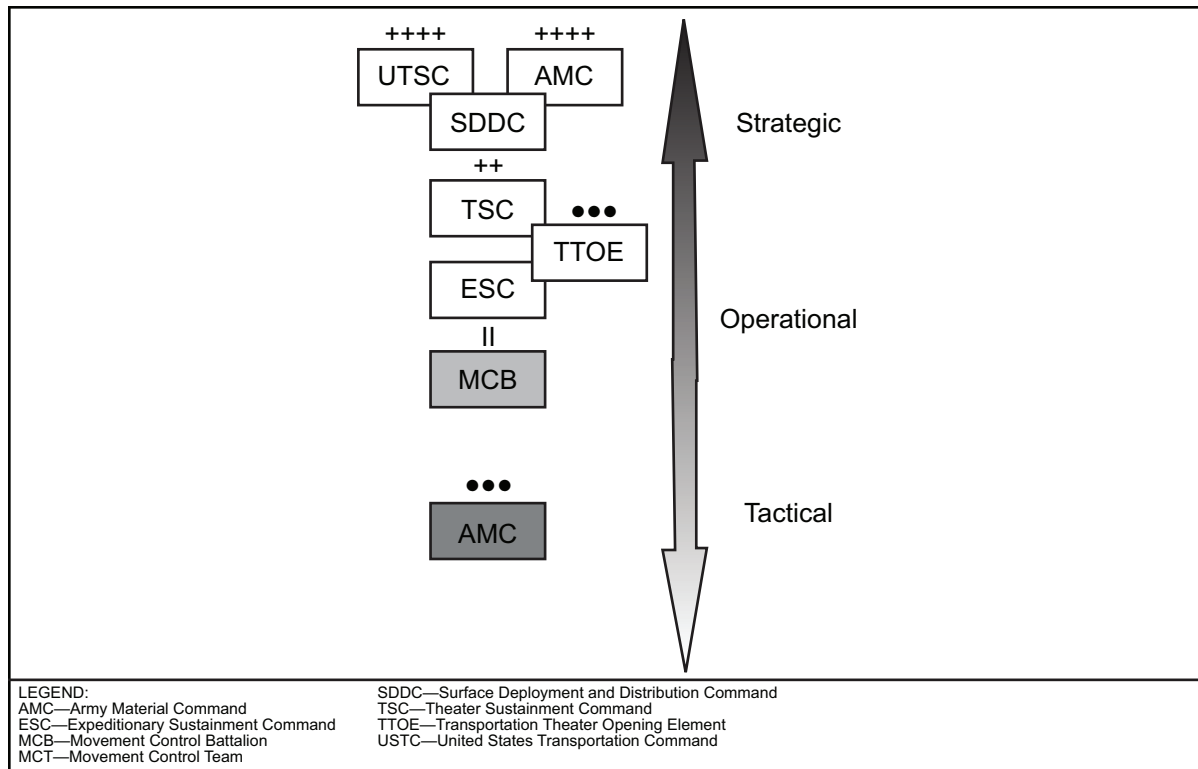 ++++ ++++
UTSC AMC
SDDC
Strategic
++
TSC
●●●
TTOE
ESC
Operational
II
MCB
●●●
AMC
Tactical
LEGEND:
AMC—Army Material Command
ESC—Expeditionary Sustainment Command
MCB—Movement Control Battalion
MCT—Movement Control Team
SDDC—Surface Deployment and Distribution Command
TSC—Theater Sustainment Command
TTOE—Transportation Theater Opening Element
USTC—United States Transportation Command